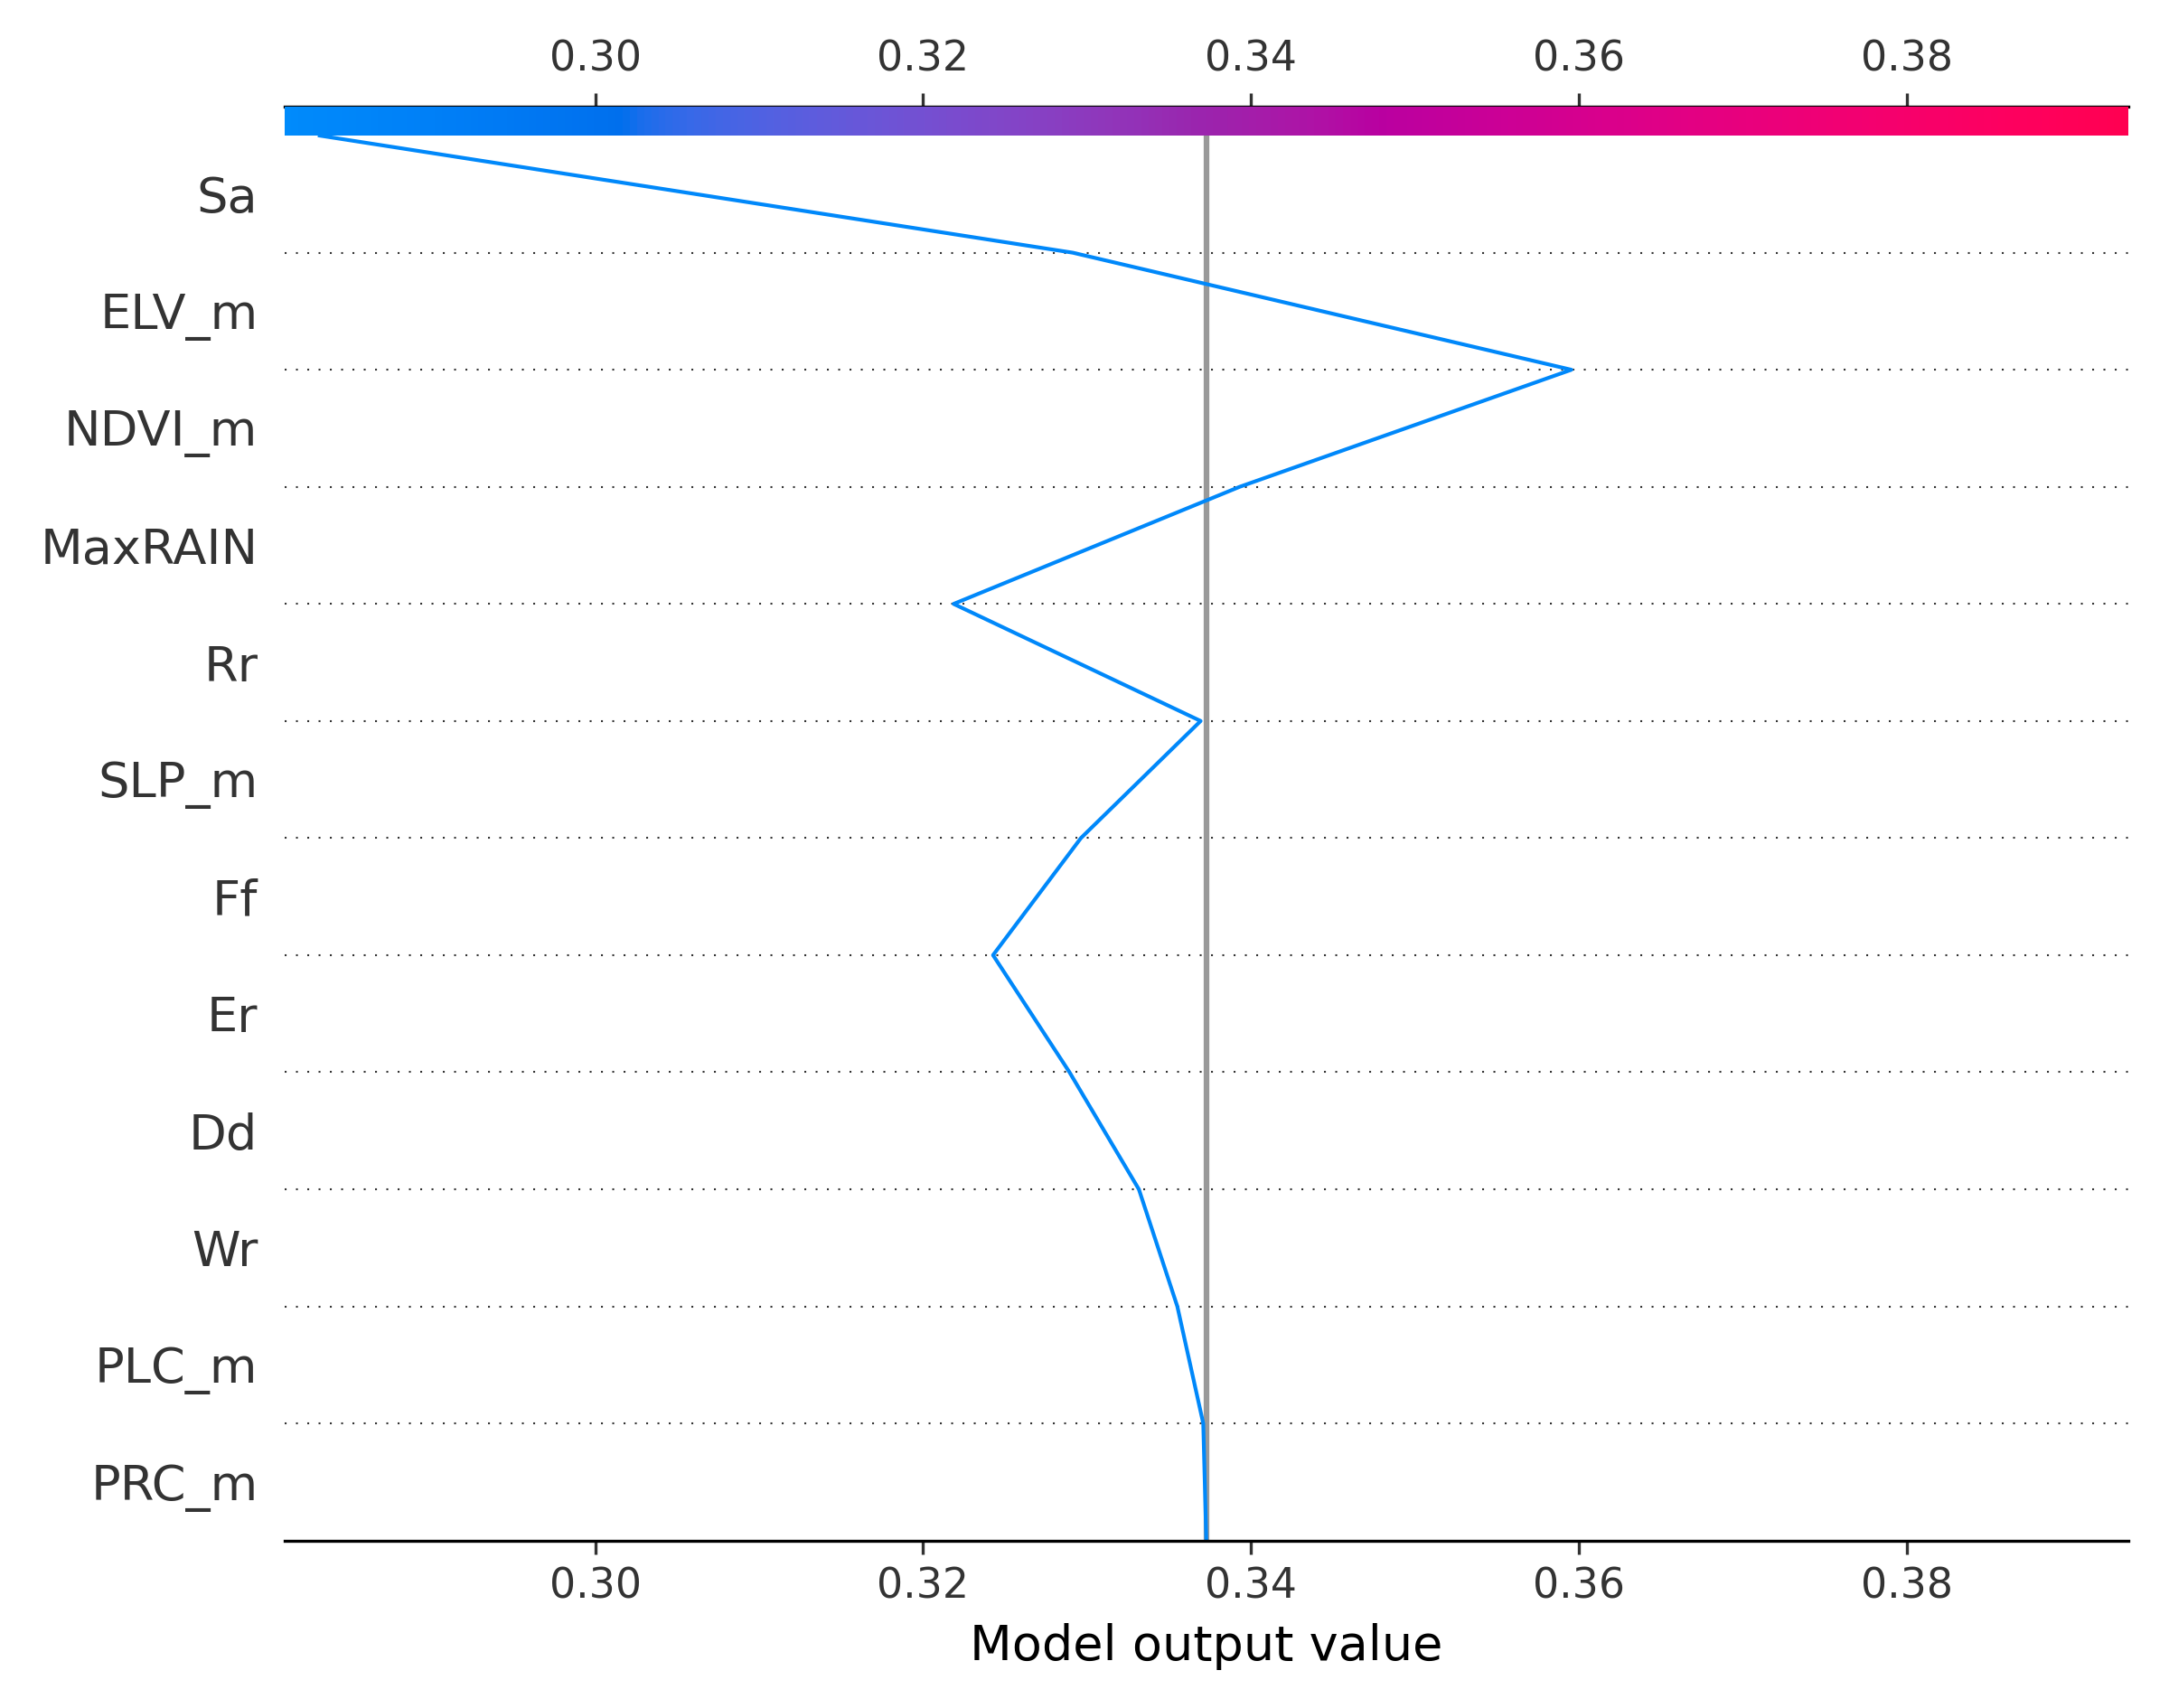 0.30 0.32 0.34 0.36 0.38
Sa
ELV_m
NDVI_m
MaxRAIN
Rr
SLP_m
Ff
Er
Dd
Wr
PLC_m
PRC_m
0.30 0.32 0.34 0.36 0.38
Model output value